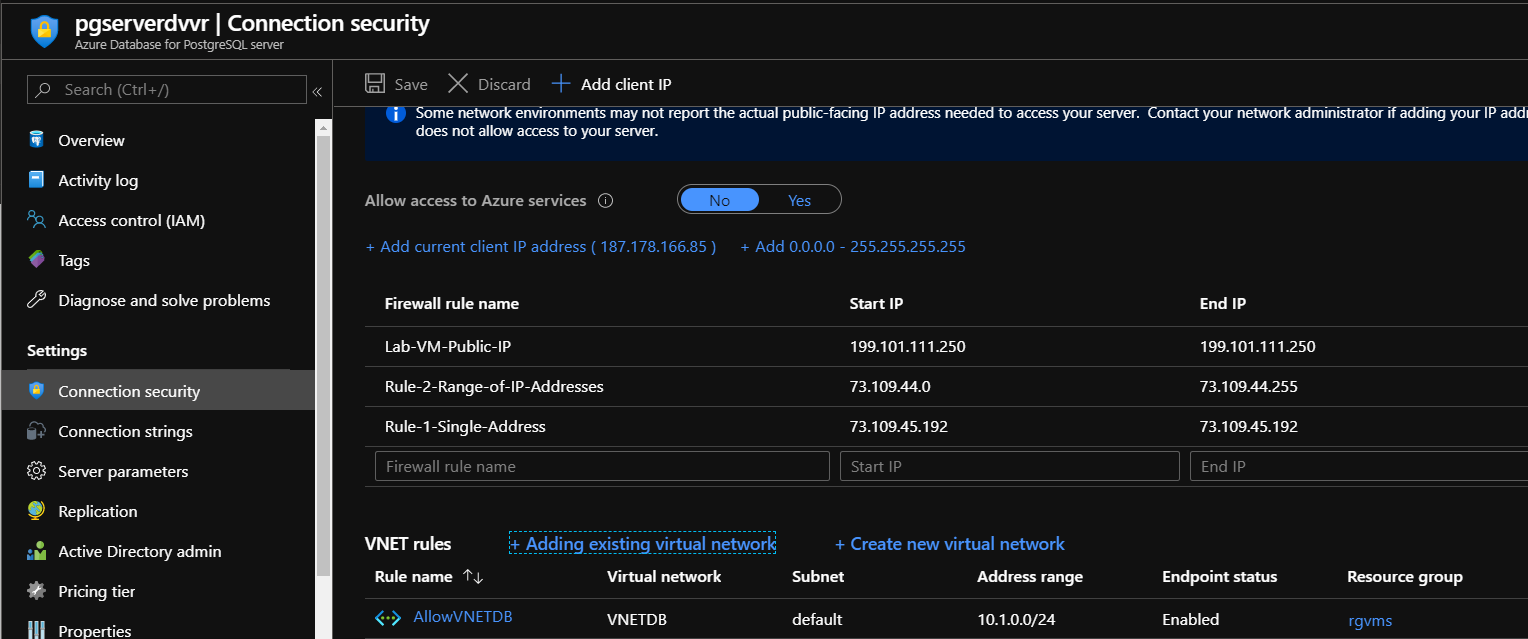 pgserverdvvr | Connection security
Azure Database for PostgreSQL server
Search (Ctrl+/)
«
Overview
Activity log
Access control (IAM)
Tags
Diagnose and solve problems
Settings
Connection security
Connection strings
Server parameters
Replication
Active Directory admin
Pricing tier
Properties
Save Discard + Add client IP
Some network environments may not report the actual public-facing IP address needed to access your server. Contact your network administrator if adding your IP
does not allow access to your server.
Allow access to Azure services No Yes
+ Add current client IP address ( 187.178.166.85 ) + Add 0.0.0.0 - 255.255.255.255
Firewall rule name Start IP End IP
Lab-VM-Public-IP 199.101.111.250 199.101.111.250
Rule-2-Range-of-IP-Addresses 73.109.44.0 73.109.44.255
Rule-1-Single-Address 73.109.45.192 73.109.45.192
Firewall rule name Start IP End IP
VNET rules + Adding existing virtual network + Create new virtual network
Rule name ↑↓ Virtual network Subnet Address range Endpoint status Resource group
AllowVNETDB VNETDB default 10.1.0.0/24 Enabled rgvms